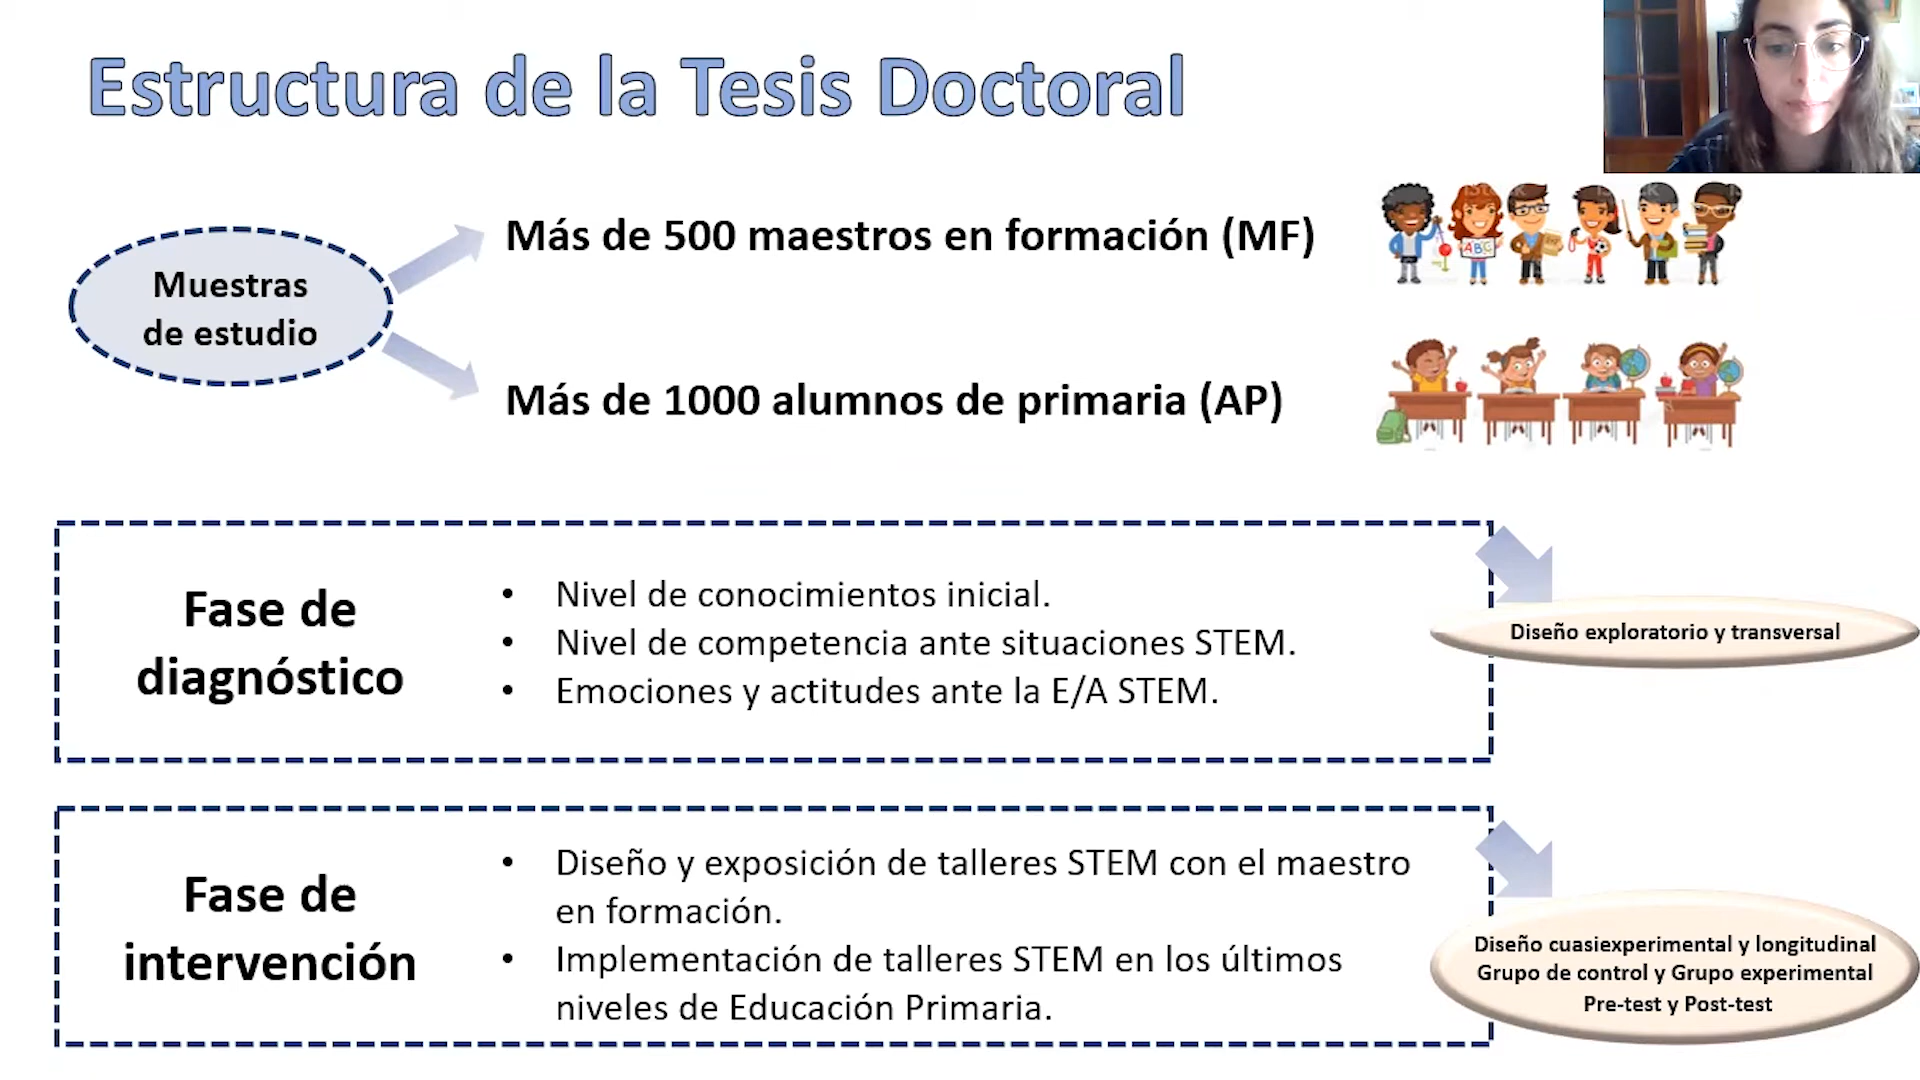 Estructura de la Tesis Doctoral
Muestras
de estudio
Más de 500 maestros en formación (MF)
ABC
Más de 1000 alumnos de primaria (AP)
Fase de
diagnóstico
• Nivel de conocimientos inicial.
• Nivel de competencia ante situaciones STEM.
• Emociones y actitudes ante la E/A STEM.
Diseño exploratorio y transversal
Fase de
intervención
• Diseño y exposición de talleres STEM con el maestro
en formación.
• Implementación de talleres STEM en los últimos
niveles de Educación Primaria.
Diseño cuasiexperimental y longitudinal
Grupo de control y Grupo experimental
Pre-test y Post-test